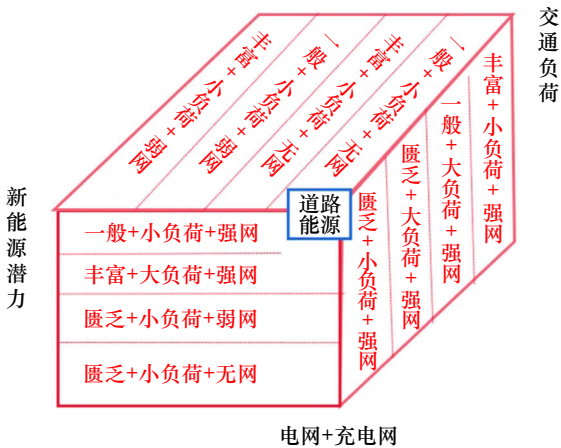 交通负荷
丰富+小负荷+弱网
一般+小负荷+弱网
丰富+小负荷+无网
一般+小负荷+无网
丰富+小负荷+强网
一般+大负荷+强网
匮乏+大负荷+强网
匮乏+小负荷+强网
道路
能源
新能源潜力
一般+小负荷+强网
丰富+大负荷+强网
匮乏+小负荷+弱网
匮乏+小负荷+无网
电网+充电网